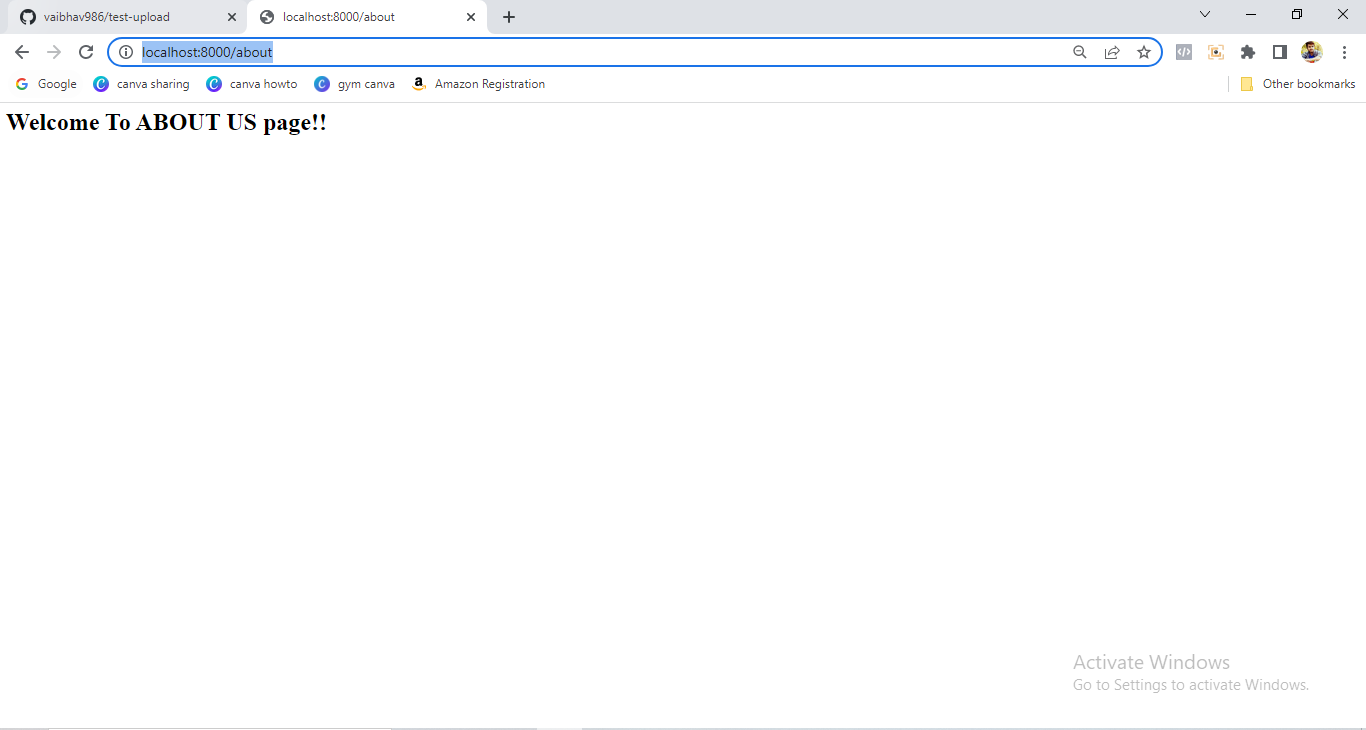 vaibhav986/test-upload
localhost:8000/about
localhost:8000/about
Google
canva sharing
canva howto
gym canva
Amazon Registration
Other bookmarks
Welcome To ABOUT US page!!
Activate Windows
Go to Settings to activate Windows.